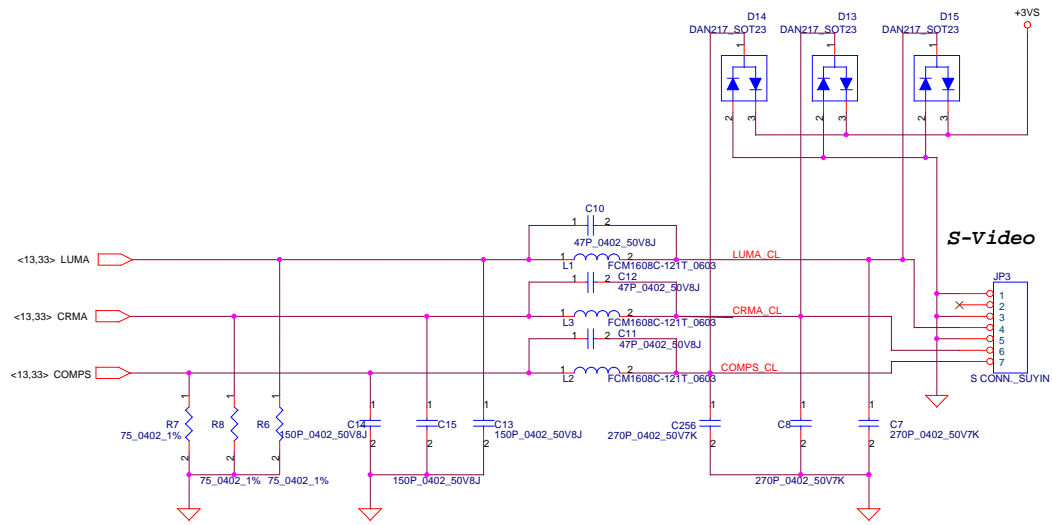 D14 D13 D15 +3VS
DAN217_SOT23 DAN217_SOT23 DAN217_SOT23
1 1 1
2 3 2 3 2 3
C10
1 2
47P_0402_50V8J
S-Video
<13,33> LUMA
1 2
L1 FCM1608C-121T_0603
LUMA_CL
C12
1 2
47P_0402_50V8J
JP3
1
2
3
4
5
6
7
S CONN._SUYIN
<13,33> CRMA
1 2
L3 FCM1608C-121T_0603
CRMA_CL
C11
1 2
47P_0402_50V8J
<13,33> COMPS
1 2
L2 FCM1608C-121T_0603
COMPS_CL
1 1 1 1 1 1 1 1 1
R7 R8 R6 C14 C15 C13 C256 C8 C7
75_0402_1% 150P_0402_50V8J 150P_0402_50V8J 270P_0402_50V7K 270P_0402_50V7K
2 2 2 2 2 2 2 2 2
75_0402_1% 75_0402_1% 150P_0402_50V8J 270P_0402_50V7K